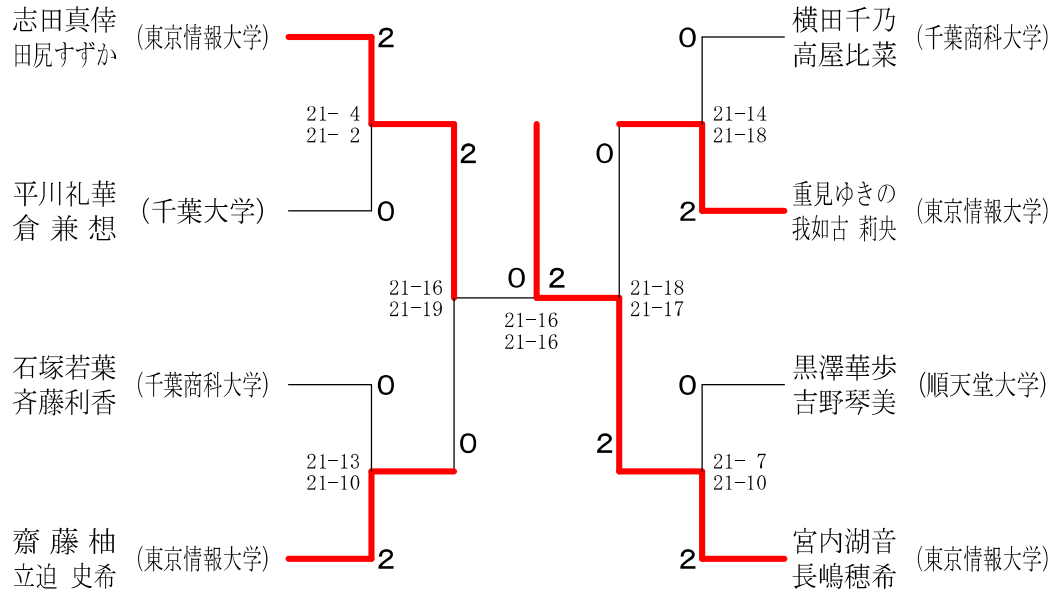 志田真倖
田尻すずか
(東京情報大学)
2
21- 4
21- 2
平川礼華
倉兼想
(千葉大学)
0
2
石塚若葉
斉藤利香
(千葉商科大学)
0
21-13
21-10
齋藤柚
立迫 史希
(東京情報大学)
2
0
21-16
21-19
0 2
21-16
21-16
横田千乃
高屋比菜
(千葉商科大学)
0
21-14
21-18
重見ゆきの
我如古 莉央
(東京情報大学)
2
0
21-18
21-17
黒澤華歩
吉野琴美
(順天堂大学)
0
21- 7
21-10
宮内湖音
長嶋穂希
(東京情報大学)
2
2